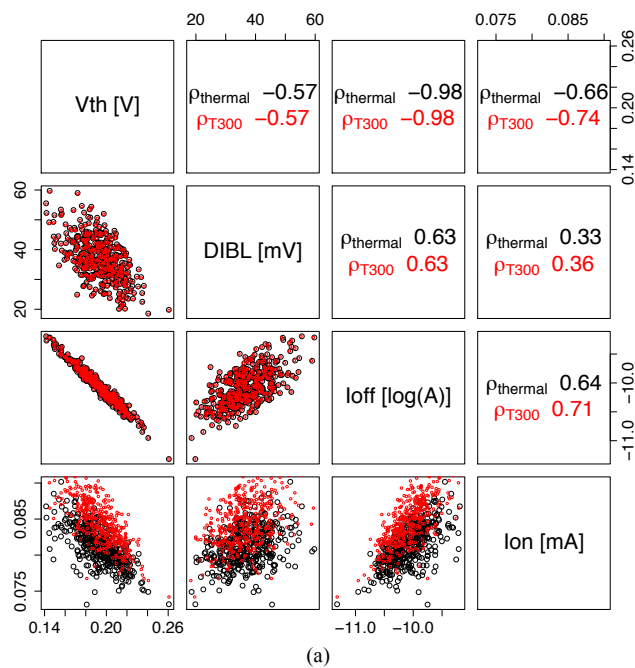 20 40 60
0.075 0.085
Vth [V]
ρthermal −0.57
ρT300 −0.57
ρthermal −0.98
ρT300 −0.98
ρthermal −0.66
ρT300 −0.74
0.14 0.20 0.26
20 40 60
DIBL [mV]
ρthermal 0.63
ρT300 0.63
ρthermal 0.33
ρT300 0.36
Ioff [log(A)]
ρthermal 0.64
ρT300 0.71
−11.0 −10.0
0.075 0.085
Ion [mA]
0.14 0.20 0.26
−11.0 −10.0
(a)